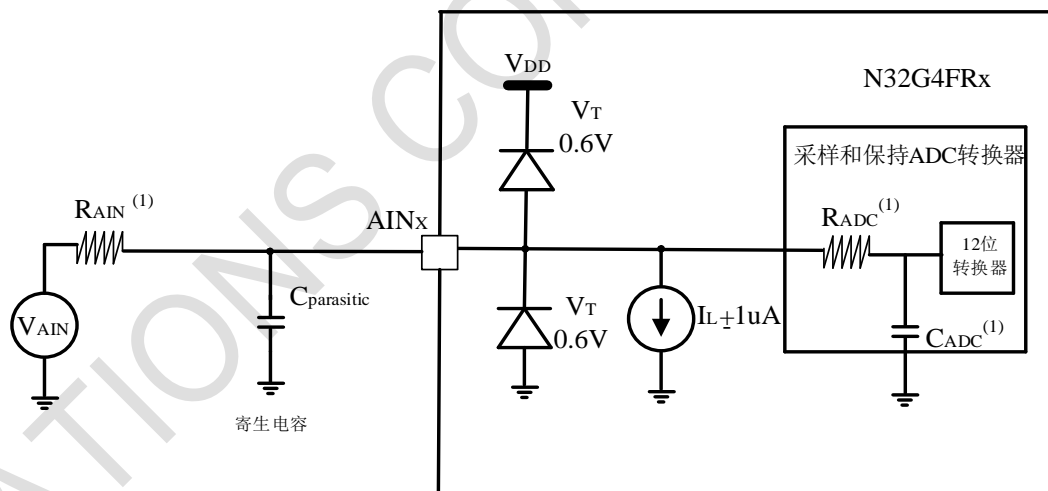 VDD
N32G4FRx
VT
0.6V
采样和保持ADC转换器
RAIN(1)
AINx
RADC(1)
12位
转换器
Cparasitic
VAIN
VT
0.6V
IL±1uA
CADC(1)
寄生电容
ATIONS CON